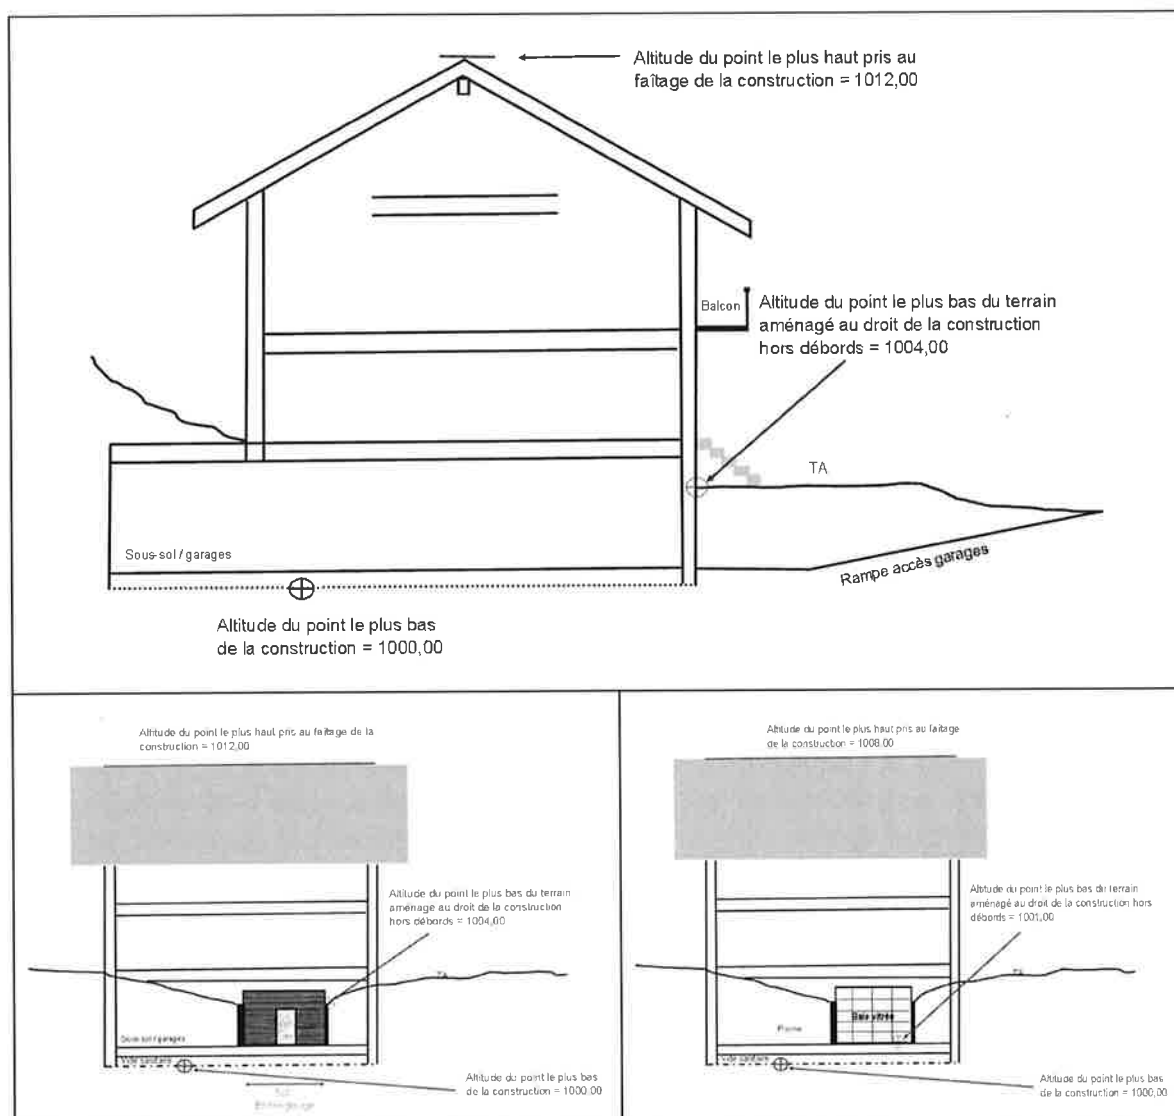 Altitude du point le plus haut pris au
faîtage de la construction = 1012,00
Balcon
Altitude du point le plus bas du terrain
aménagé au droit de la construction
hors débords = 1004,00
TA
Sous-sol / garages
Rampe accès garages
Altitude du point le plus bas
de la construction = 1000,00
Altitude du point le plus haut pris au faîtage de la
construction = 1012,00
Altitude du point le plus bas du terrain
aménagé au droit de la construction
hors débords = 1004,00
TA
Sous-sol / garages
Vide sanitaire
Altitude du point le plus bas
de la construction = 1000,00
Altitude du point le plus haut pris au faîtage
de la construction = 1008,00
Altitude du point le plus bas du terrain
aménagé au droit de la construction hors
débords = 1001,00
TA
Baie vitrée
Piscine
Vide sanitaire
Altitude du point le plus bas
de la construction = 1000,00